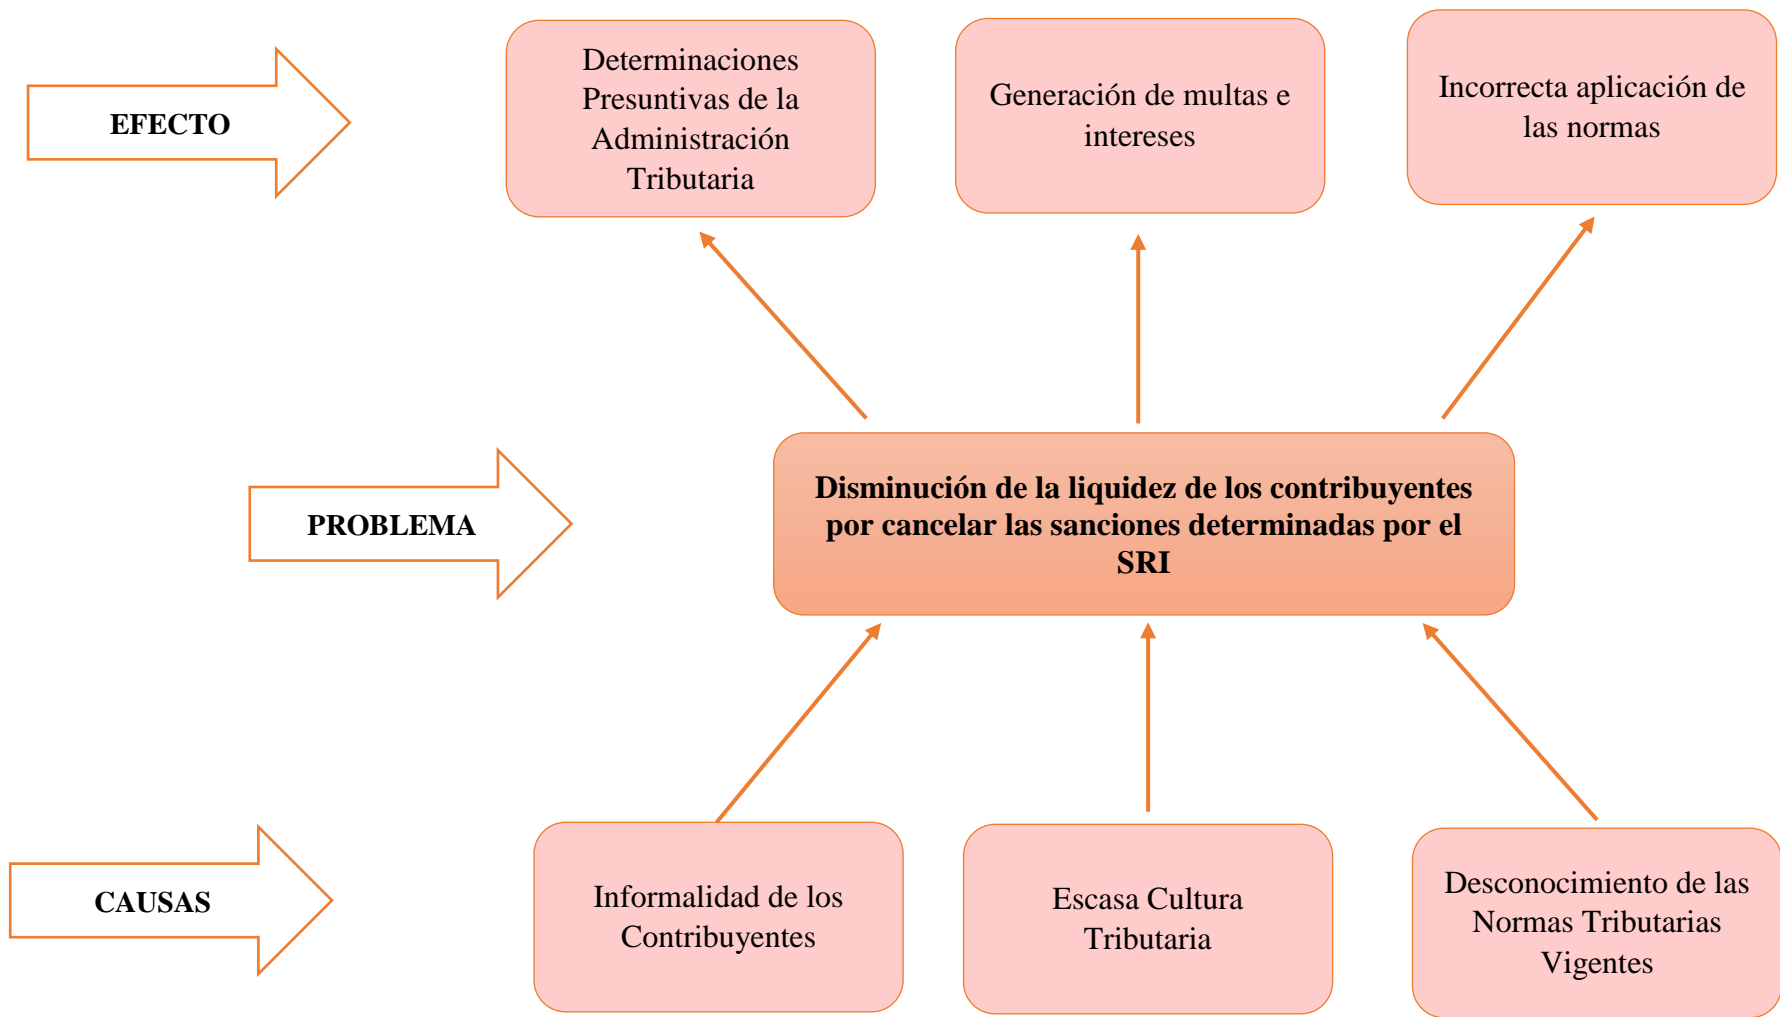 EFECTO
Determinaciones
Presuntivas de la
Administración
Tributaria
Generación de multas e
intereses
Incorrecta aplicación de
las normas
PROBLEMA
Disminución de la liquidez de los contribuyentes
por cancelar las sanciones determinadas por el
SRI
CAUSAS
Informalidad de los
Contribuyentes
Escasa Cultura
Tributaria
Desconocimiento de las
Normas Tributarias
Vigentes